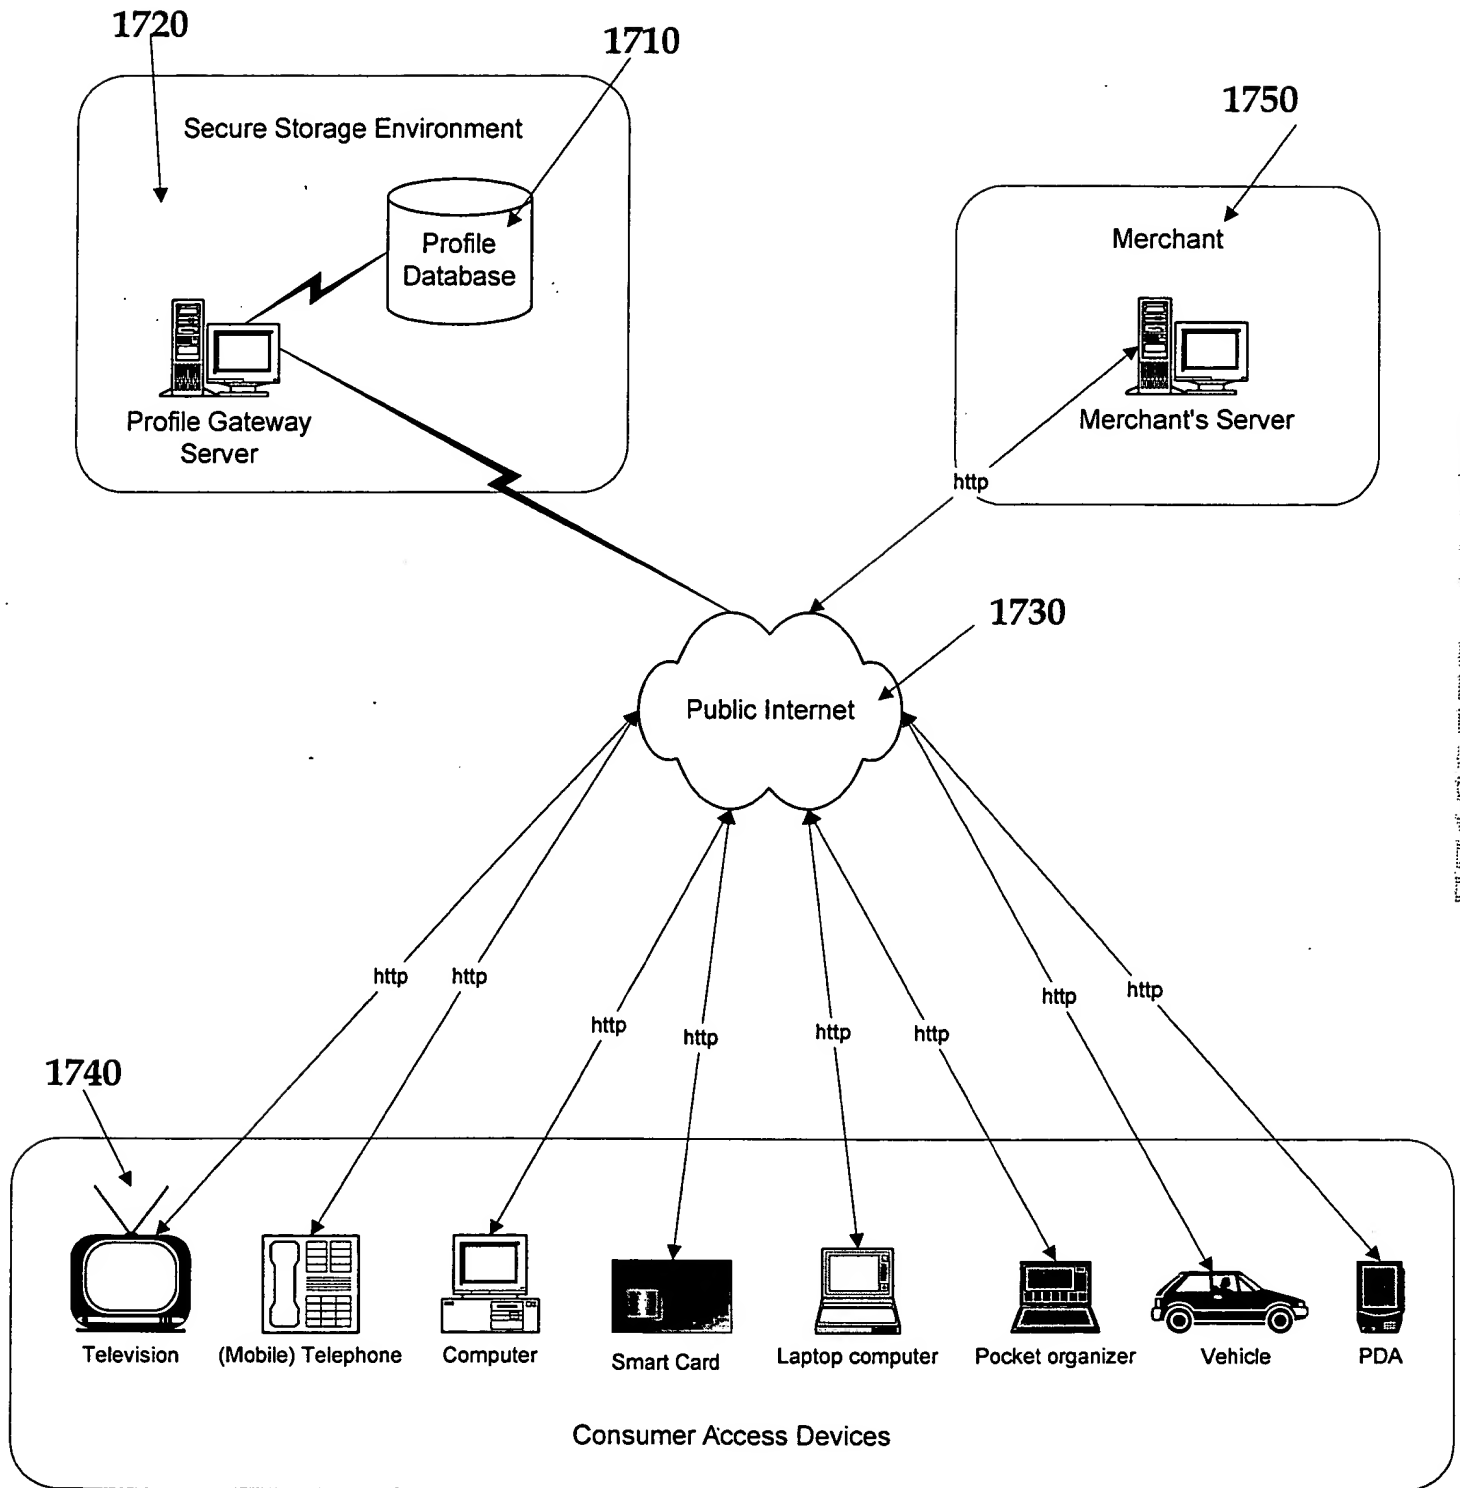 1720
1710
1750
Secure Storage Environment
Profile
Database
Merchant
Profile Gateway
Server
Merchant's Server
http
1730
Public Internet
http
http
http
http
http
http
http
http
1740
Television
(Mobile) Telephone
Computer
Smart Card
Laptop computer
Pocket organizer
Vehicle
PDA
Consumer Access Devices